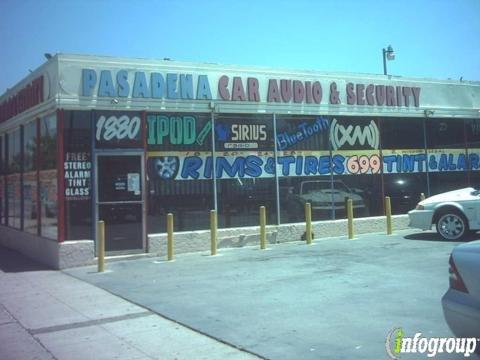 PASADENA CAR AUDIO & SECURITY
1880
IPOD
SIRIUS
BlueTooth
XM
FREE
STEREO
ALARM
GLASS
TINT
RIMS & TIRES 699 TINT & ALAR
infogroup